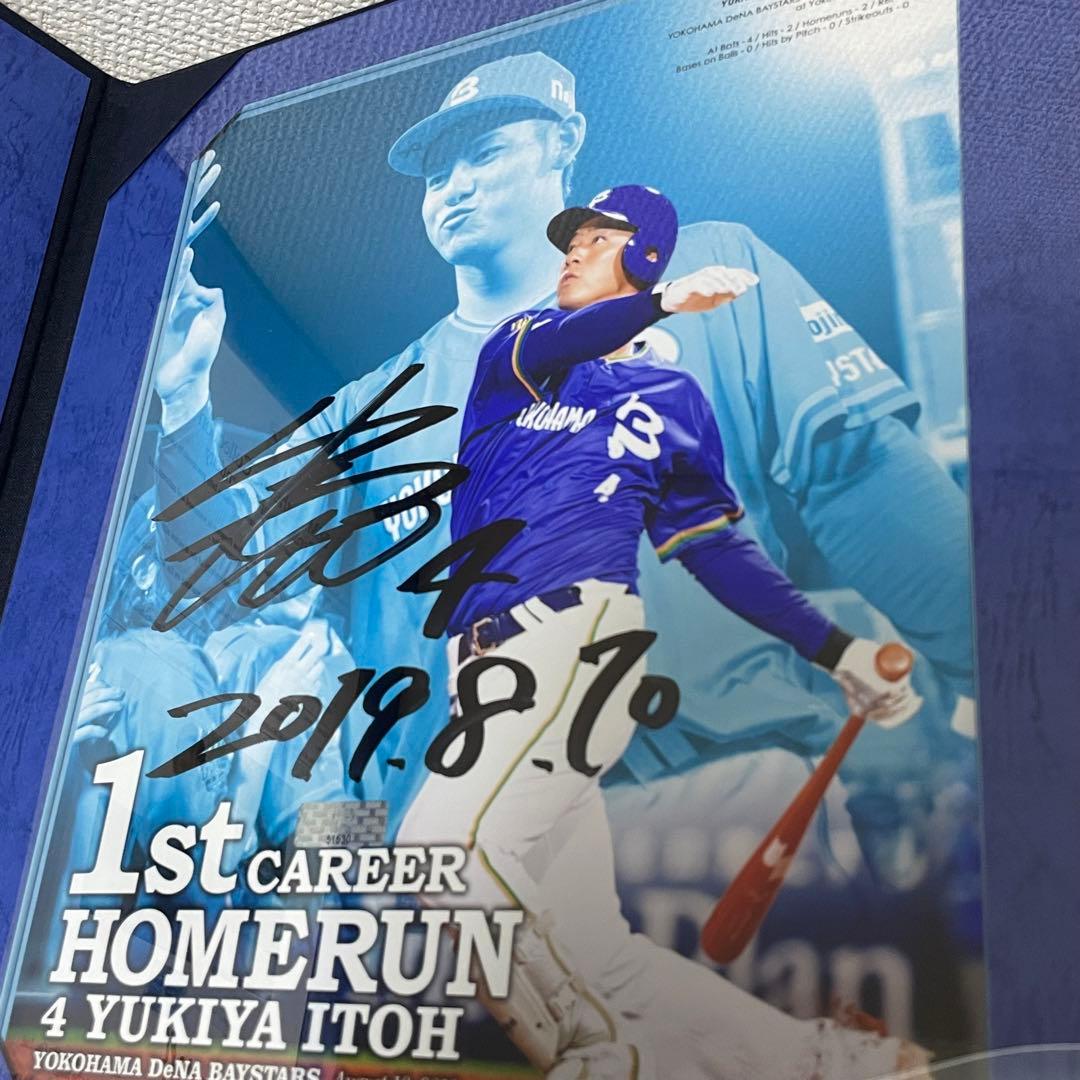 YOKOHAMA DeNA BAYSTARS
At Bats - 4 / Hits - 2 / Homeruns - 2 /
Bases on Balls - 0 / Hits by Pitch - 0 / Strikeouts - 0
4
4
2019.8.10
1st CAREER
HOMERUN
4 YUKIYA ITOH
YOKOHAMA DeNA BAYSTARS